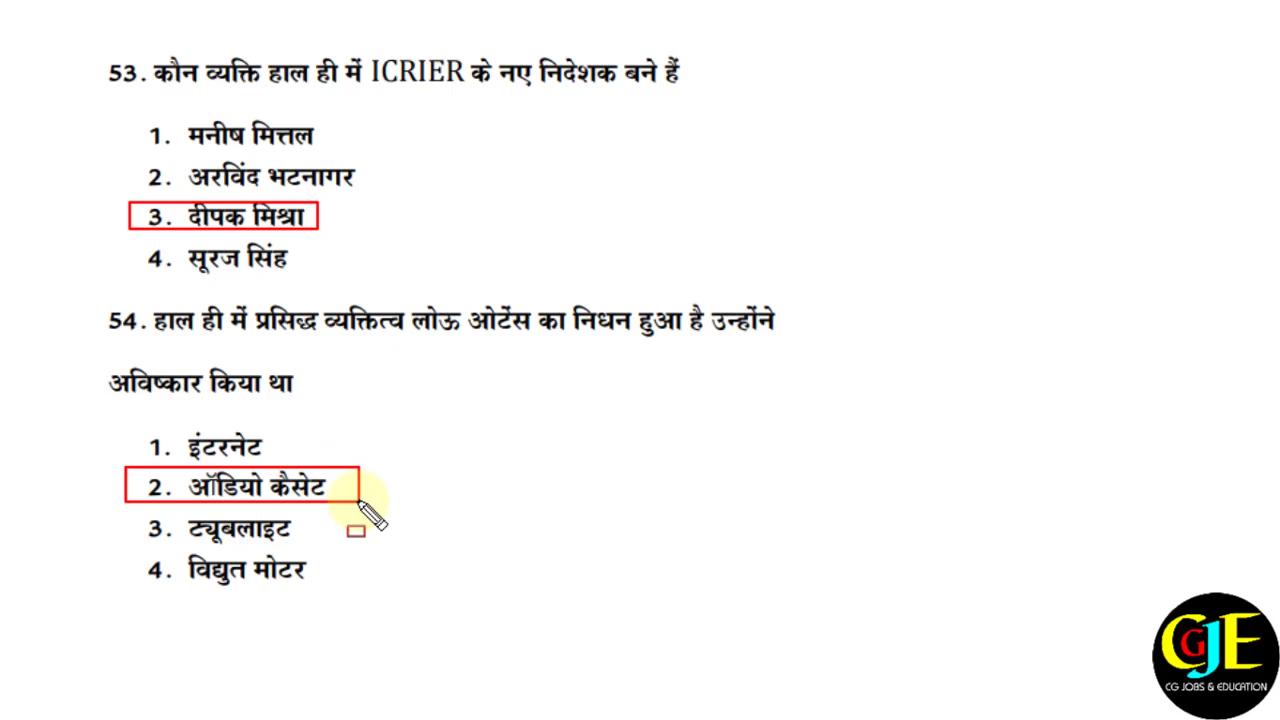 53. कौन व्यक्ति हाल ही में ICRIER के नए निदेशक बने हैं
1. मनीष मित्तल
2. अरविंद भटनागर
3. दीपक मिश्रा
4. सूरज सिंह
54. हाल ही में प्रसिद्ध व्यक्तित्व लोऊ ओटेंस का निधन हुआ है उन्होंने
अविष्कार किया था
1. इंटरनेट
2. ऑडियो कैसेट
3. ट्यूबलाइट
4. विद्युत मोटर
CGJE
CG JOBS & EDUCATION